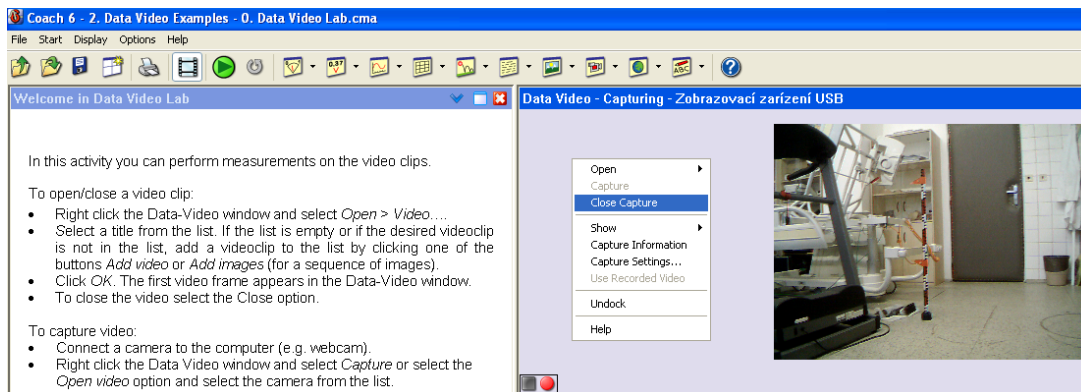 Coach 6 - 2. Data Video Examples - 0. Data Video Lab.cma
File Start Display Options Help
0.37
ABC
Welcome in Data Video Lab
In this activity you can perform measurements on the video clips.
To open/close a video clip:
• Right click the Data-Video window and select Open > Video....
• Select a title from the list. If the list is empty or if the desired videoclip
is not in the list, add a videoclip to the list by clicking one of the
buttons Add video or Add images (for a sequence of images).
• Click OK. The first video frame appears in the Data-Video window.
• To close the video select the Close option.
To capture video:
• Connect a camera to the computer (e.g. webcam).
• Right click the Data Video window and select Capture or select the
Open video option and select the camera from the list.
Data Video - Capturing - Zobrazovací zarízení USB
Open
Capture
Close Capture
Show
Capture Information
Capture Settings...
Use Recorded Video
Undock
Help